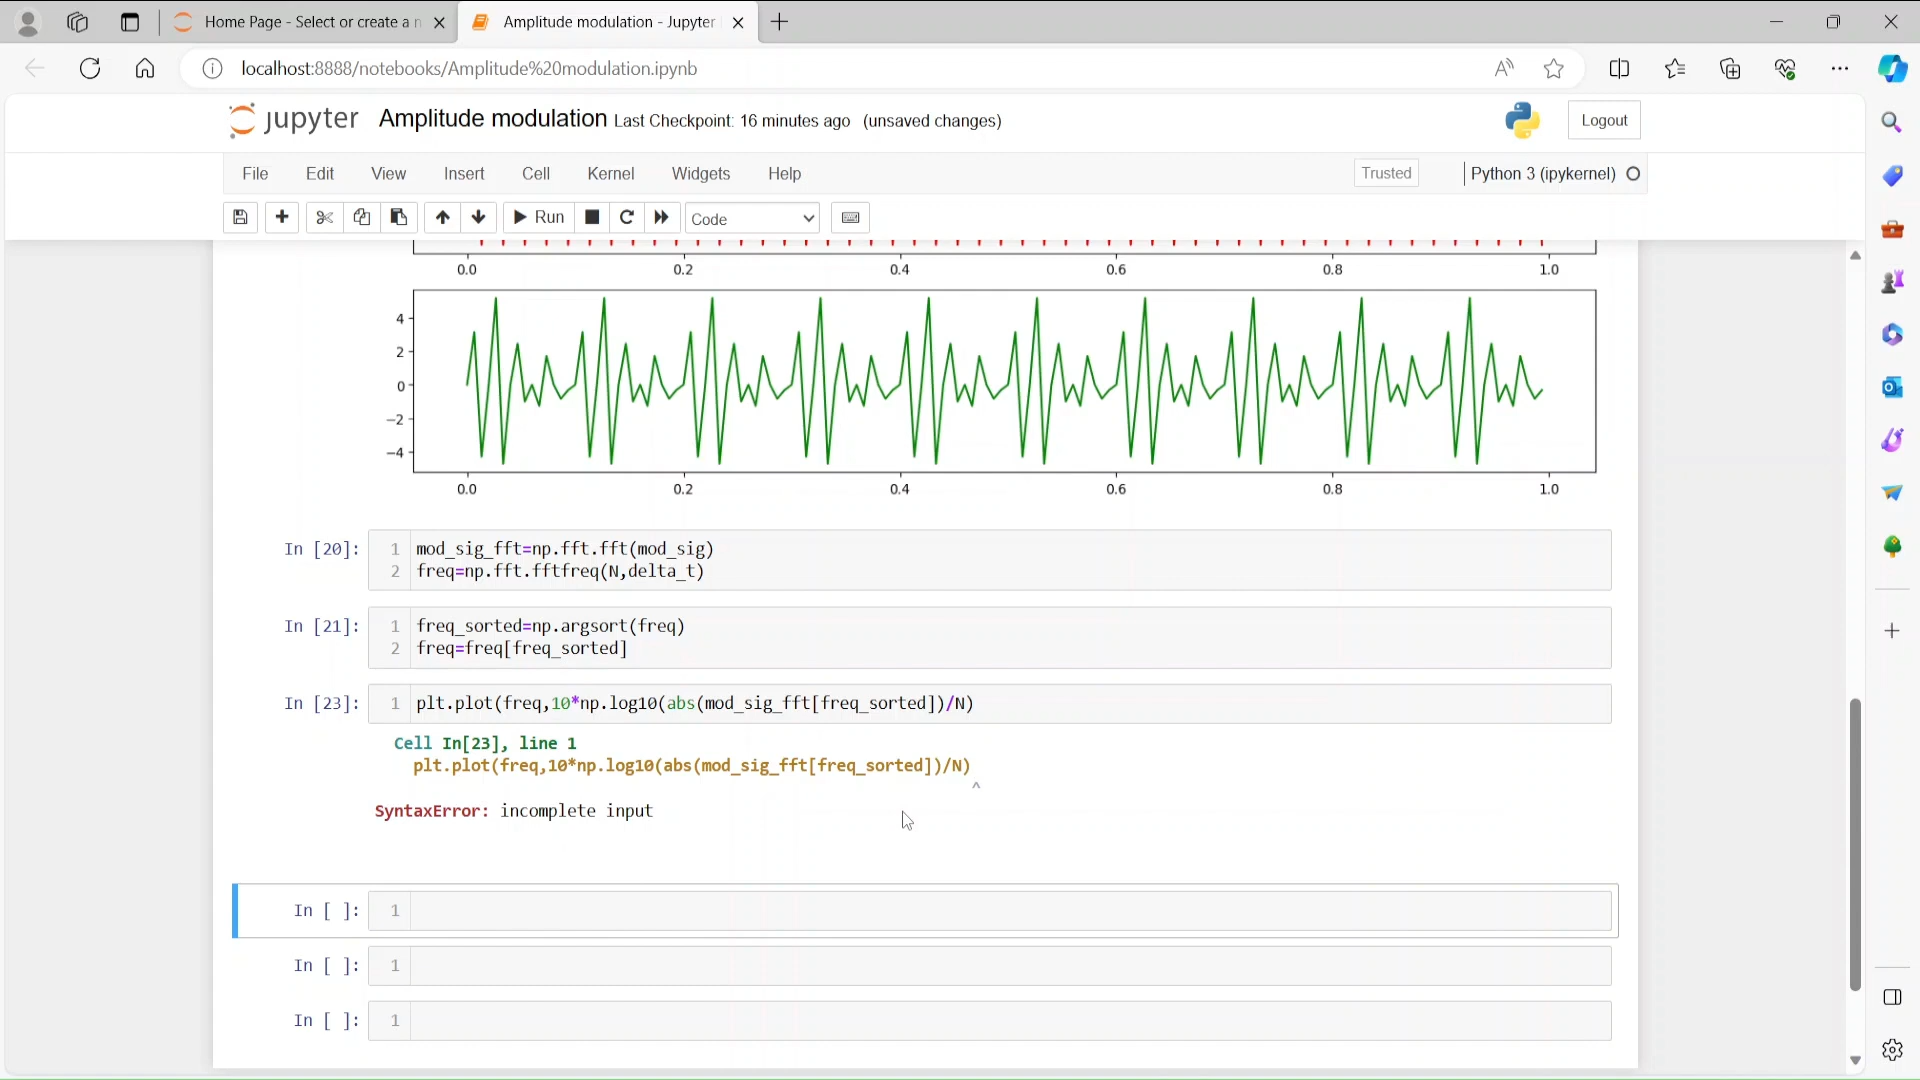 Home Page - Select or create a n
Amplitude modulation - Jupyter
localhost:8888/notebooks/Amplitude%20modulation.ipynb
jupyter Amplitude modulation Last Checkpoint: 16 minutes ago (unsaved changes)
Logout
File Edit View Insert Cell Kernel Widgets Help
Trusted
Python 3 (ipykernel)
Run
Code
0.0 0.2 0.4 0.6 0.8 1.0
4
2
0
−2
−4
0.0 0.2 0.4 0.6 0.8 1.0
In [20]: 1 mod_sig_fft=np.fft.fft(mod_sig)
2 freq=np.fft.fftfreq(N,delta_t)
In [21]: 1 freq_sorted=np.argsort(freq)
2 freq=freq[freq_sorted]
In [23]: 1 plt.plot(freq,10*np.log10(abs(mod_sig_fft[freq_sorted])/N)
Cell In[23], line 1
plt.plot(freq,10*np.log10(abs(mod_sig_fft[freq_sorted])/N)
^
SyntaxError: incomplete input
In [ ]: 1
In [ ]: 1
In [ ]: 1